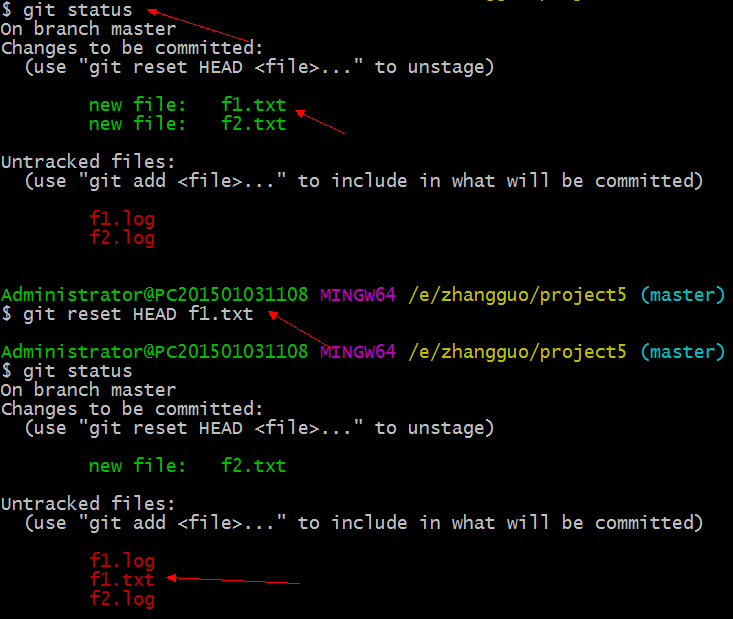 $ git status
On branch master
Changes to be committed:
  (use "git reset HEAD <file>..." to unstage)
        new file:   f1.txt
        new file:   f2.txt
Untracked files:
  (use "git add <file>..." to include in what will be committed)
        f1.log
        f2.log
Administrator@PC201501031108 MINGW64 /e/zhangguo/project5 (master)
$ git reset HEAD f1.txt
Administrator@PC201501031108 MINGW64 /e/zhangguo/project5 (master)
$ git status
On branch master
Changes to be committed:
  (use "git reset HEAD <file>..." to unstage)
        new file:   f2.txt
Untracked files:
  (use "git add <file>..." to include in what will be committed)
        f1.log
        f1.txt
        f2.log